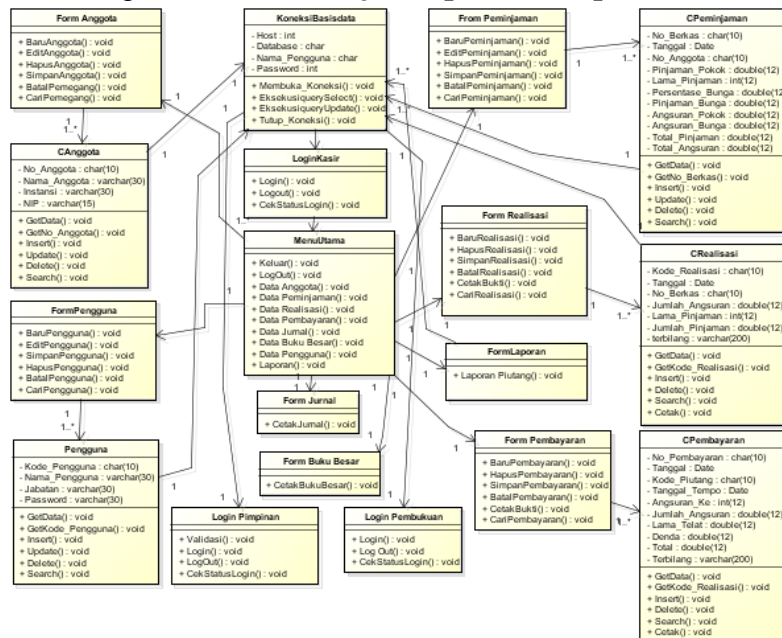 Form Anggota
+ BaruAnggota() : void
+ EditAnggota() : void
+ HapusAnggota() : void
+ SimpanAnggota() : void
+ BatalPemegang() : void
+ CariPemegang() : void
KoneksiBasisdata
- Host : int
- Database : char
- Nama_Pengguna : char
- Password : int
+ Membuka_Koneksi() : void
+ EksekusiquerySelect() : void
+ EksekusiqueryUpdate() : void
+ Tutup_Koneksi() : void
From Peminjaman
+ BaruPeminjaman() : void
+ EditPeminjaman() : void
+ HapusPeminjaman() : void
+ SimpanPeminjaman() : void
+ BatalPeminjaman() : void
+ CariPeminjaman() : void
CPeminjaman
- No_Berkas : char(10)
- Tanggal : Date
- No_Anggota : char(10)
- Pinjaman_Pokok : double(12)
- Lama_Pinjaman : int(12)
- Persentase_Bunga : double(12)
- Pinjaman_Bunga : double(12)
- Angsuran_Pokok : double(12)
- Angsuran_Bunga : double(12)
- Total_Pinjaman : double(12)
- Total_Angsuran : double(12)
+ GetData() : void
+ GetNo_Berkas() : void
+ Insert() : void
+ Update() : void
+ Delete() : void
+ Search() : void
CAnggota
- No_Anggota : char(10)
- Nama_Anggota : varchar(30)
- Instansi : varchar(30)
- NIP : varchar(15)
+ GetData() : void
+ GetNo_Anggota() : void
+ Insert() : void
+ Update() : void
+ Delete() : void
+ Search() : void
LoginKasir
+ Login() : void
+ Logout() : void
+ CekStatusLogin() : void
MenuUtama
+ Keluar() : void
+ LogOut() : void
+ Data Anggota() : void
+ Data Peminjaman() : void
+ Data Realisasi() : void
+ Data Pembayaran() : void
+ Data Jurnal() : void
+ Data Buku Besar() : void
+ Data Pengguna() : void
+ Laporan() : void
Form Realisasi
+ BaruRealisasi() : void
+ HapusRealisasi() : void
+ SimpanRealisasi() : void
+ BatalRealisasi() : void
+ CetakBukti() : void
+ CariRealisasi() : void
CRealisasi
- Kode_Realisasi : char(10)
- Tanggal : Date
- No_Berkas : char(10)
- Jumlah_Angsuran : double(12)
- Lama_Pinjaman : int(12)
- Jumlah_Pinjaman : double(12)
- terbilang : varchar(200)
+ GetData() : void
+ GetKode_Realisasi() : void
+ Insert() : void
+ Delete() : void
+ Search() : void
+ Cetak() : void
FormPengguna
+ BaruPengguna() : void
+ EditPengguna() : void
+ SimpanPengguna() : void
+ HapusPengguna() : void
+ BatalPengguna() : void
+ CariPengguna() : void
FormLaporan
+ Laporan Piutang() : void
Form Jurnal
+ CetakJurnal() : void
Form Buku Besar
+ CetakBukuBesar() : void
Form Pembayaran
+ BaruPembayaran() : void
+ HapusPembayaran() : void
+ SimpanPembayaran() : void
+ BatalPembayaran() : void
+ CetakBukti() : void
+ CariPembayaran() : void
CPembayaran
- No_Pembayaran : char(10)
- Tanggal : Date
- Kode_Piutang : char(10)
- Tanggal_Tempo : Date
- Angsuran_Ke : int(12)
- Jumlah_Angsuran : double(12)
- Lama_Telat : double(12)
- Denda : double(12)
- Total : double(12)
- Terbilang : varchar(200)
+ GetData() : void
+ GetKode_Realisasi() : void
+ Insert() : void
+ Delete() : void
+ Search() : void
+ Cetak() : void
Pengguna
- Kode_Pengguna : char(10)
- Nama_Pengguna : varchar(30)
- Jabatan : varchar(30)
- Password : varchar(30)
+ GetData() : void
+ GetKode_Pengguna() : void
+ Insert() : void
+ Update() : void
+ Delete() : void
+ Search() : void
Login Pimpinan
+ Validasi() : void
+ Login() : void
+ LogOut() : void
+ CekStatusLogin() : void
Login Pembukuan
+ Login() : void
+ Log Out() : void
+ CekStatusLogin() : void